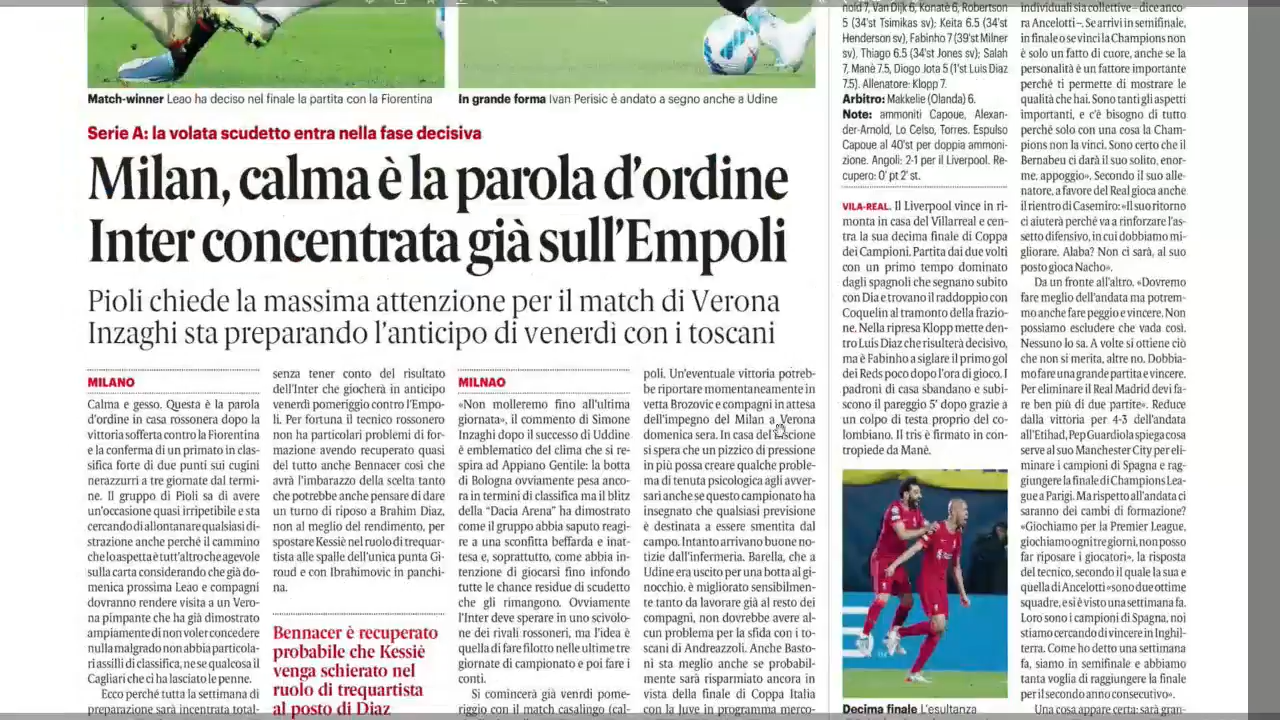 Match-winner Leao ha deciso nel finale la partita con la Fiorentina
In grande forma Ivan Perisic è andato a segno anche a Udine
Serie A: la volata scudetto entra nella fase decisiva
Milan, calma è la parola d'ordine
Inter concentrata già sull'Empoli
Pioli chiede la massima attenzione per il match di Verona
Inzaghi sta preparando l'anticipo di venerdì con i toscani
MILANO
Calma e gesso. Questa è la parola
d'ordine in casa rossonera dopo la
vittoria sofferta contro la Fiorentina
e la conferma di un primato in clas-
sifica forte di due punti sui cugini
nerazzurri a tre giornate dal termi-
ne. Il gruppo di Pioli sa di avere
un'occasione quasi irripetibile e sta
cercando di allontanare qualsiasi di-
strazione anche perché il cammino
che lo aspetta è tutt'altro che agevole
sulla carta considerando che già do-
menica prossima Leao e compagni
dovranno rendere visita a un Vero-
na pimpante che ha già dimostrato
ampiamente di non voler concedere
nulla malgrado non abbia particola-
ri assilli di classifica, ne se qualcosa il
Cagliari che ci ha lasciato le penne.
Ecco perché tutta la settimana di
preparazione sarà incentrata total-
senza tener conto del risultato
dell'Inter che giocherà in anticipo
venerdì pomeriggio contro l'Empo-
li. Per fortuna il tecnico rossonero
non ha particolari problemi di for-
mazione avendo recuperato quasi
del tutto anche Bennacer così che
avrà l'imbarazzo della scelta tanto
che potrebbe anche pensare di dare
un turno di riposo a Brahim Diaz,
non al meglio del rendimento, per
spostare Kessiè nel ruolo di trequar-
tista alle spalle dell'unica punta Gi-
roud e con Ibrahimovic in panchi-
na.
Bennacer è recuperato
probabile che Kessiè
venga schierato nel
ruolo di trequartista
al posto di Diaz
MILNAO
«Non molleremo fino all'ultima
giornata», il commento di Simone
Inzaghi dopo il successo di Uddine
è emblematico del clima che si re-
spira ad Appiano Gentile: la botta
di Bologna ovviamente pesa anco-
ra in termini di classifica ma il blitz
della "Dacia Arena" ha dimostrato
come il gruppo abbia saputo reagi-
re a una sconfitta beffarda e inat-
tesa e, soprattutto, come abbia in-
tenzione di giocarsi fino infondo
tutte le chance residue di scudetto
che gli rimangono. Ovviamente
l'Inter deve sperare in uno scivolo-
ne dei rivali rossoneri, ma l'idea è
quella di fare filotto nelle ultime tre
giornate di campionato e poi fare i
conti.
Si comincerà già venrdì pome-
riggio con il match casalingo (cal-
poli. Un'eventuale vittoria potreb-
be riportare momentaneamente in
vetta Brozovic e compagni in attesa
dell'impegno del Milan a Verona
domenica sera. In casa del
si spera che un pizzico di pressione
in più possa creare qualche proble-
ma di tenuta psicologica agli avver-
sari anche se questo campionato ha
insegnato che qualsiasi previsione
è destinata a essere smentita dal
campo. Intanto arrivano buone no-
tizie dall'infermeria. Barella, che a
Udine era uscito per una botta al gi-
nocchio, è migliorato sensibilmen-
te tanto da lavorare già al resto dei
compagni, non dovrebbe avere al-
cun problema per la sfida con i to-
scani di Andreazzoli. Anche Basto-
ni sta meglio anche se probabil-
mente sarà risparmiato ancora in
vista della finale di Coppa Italia
con la Juve in programma merco-
nold 7, Van Dijk 6, Konatè 6, Robertson
5 (34'st Tsimikas sv); Keita 6.5 (34'st
Henderson sv), Fabinho 7 (39'st Milner
sv), Thiago 6.5 (34'st Jones sv); Salah
7, Manè 7.5, Diogo Jota 5 (1'st Luis Diaz
7.5). Allenatore: Klopp 7.
Arbitro: Makkelie (Olanda) 6.
Note: ammoniti Capoue, Alexan-
der-Arnold, Lo Celso, Torres. Espulso
Capoue al 40'st per doppia ammoni-
zione. Angoli: 2-1 per il Liverpool. Re-
cupero: 0' pt 2' st.
VILA-REAL. Il Liverpool vince in ri-
monta in casa del Villarreal e cen-
tra la sua decima finale di Coppa
dei Campioni. Partita dai due volti
con un primo tempo dominato
dagli spagnoli che segnano subito
con Dia e trovano il raddoppio con
Coquelin al tramonto della frazio-
ne. Nella ripresa Klopp mette den-
tro Luis Diaz che risulterà decisivo,
ma è Fabinho a siglare il primo gol
dei Reds poco dopo l'ora di gioco. I
padroni di casa sbandano e subi-
scono il pareggio 5' dopo grazie a
un colpo di testa proprio del co-
lombiano. Il tris è firmato in con-
tropiede da Manè.
Decima finale L'esultanza
individuali sia collettive – dice anco-
ra Ancelotti –. Se arrivi in semifinale,
in finale o se vinci la Champions non
è solo un fatto di cuore, anche se la
personalità è un fattore importante
perché ti permette di mostrare le
qualità che hai. Sono tanti gli aspetti
importanti, e c'è bisogno di tutto
perché solo con una cosa la Cham-
pions non la vinci. Sono certo che il
Bernabeu ci darà il suo solito, enor-
me, appoggio». Secondo il suo alle-
natore, a favore del Real gioca anche
il rientro di Casemiro: «Il suo ritorno
ci aiuterà perché va a rinforzare l'as-
setto difensivo, in cui dobbiamo mi-
gliorare. Alaba? Non ci sarà, al suo
posto gioca Nacho».
Da un fronte all'altro. «Dovremo
fare meglio dell'andata ma potrem-
mo anche fare peggio e vincere. Non
possiamo escludere che vada così.
Nessuno lo sa. A volte si ottiene ciò
che non si merita, altre no. Dobbia-
mo fare una grande partita e vincere.
Per eliminare il Real Madrid devi fa-
re ben più di due partite». Reduce
dalla vittoria per 4-3 dell'andata
all'Etihad, Pep Guardiola spiega cosa
serve al suo Manchester City per eli-
minare i campioni di Spagna e rag-
giungere la finale di Champions Lea-
gue a Parigi. Ma rispetto all'andata ci
saranno dei cambi di formazione?
«Giochiamo per la Premier League,
giochiamo ogni tre giorni, non posso
far riposare i giocatori», la risposta
del tecnico, secondo il quale la sua e
quella di Ancelotti «sono due ottime
squadre, e si è visto una settimana fa.
Loro sono i campioni di Spagna, noi
stiamo cercando di vincere in Inghil-
terra. Come ho detto una settimana
fa, siamo in semifinale e abbiamo
tanta voglia di raggiungere la finale
per il secondo anno consecutivo».
Una cosa appare certa: sarà gran-